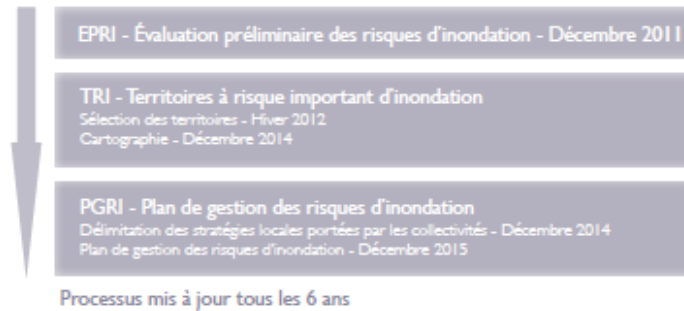 EPRI - Évaluation préliminaire des risques d'inondation - Décembre 2011
TRI - Territoires à risque important d'inondation
Sélection des territoires - Hiver 2012
Cartographie - Décembre 2014
PGRI - Plan de gestion des risques d'inondation
Délimitation des stratégies locales portées par les collectivités - Décembre 2014
Plan de gestion des risques d'inondation - Décembre 2015
Processus mis à jour tous les 6 ans